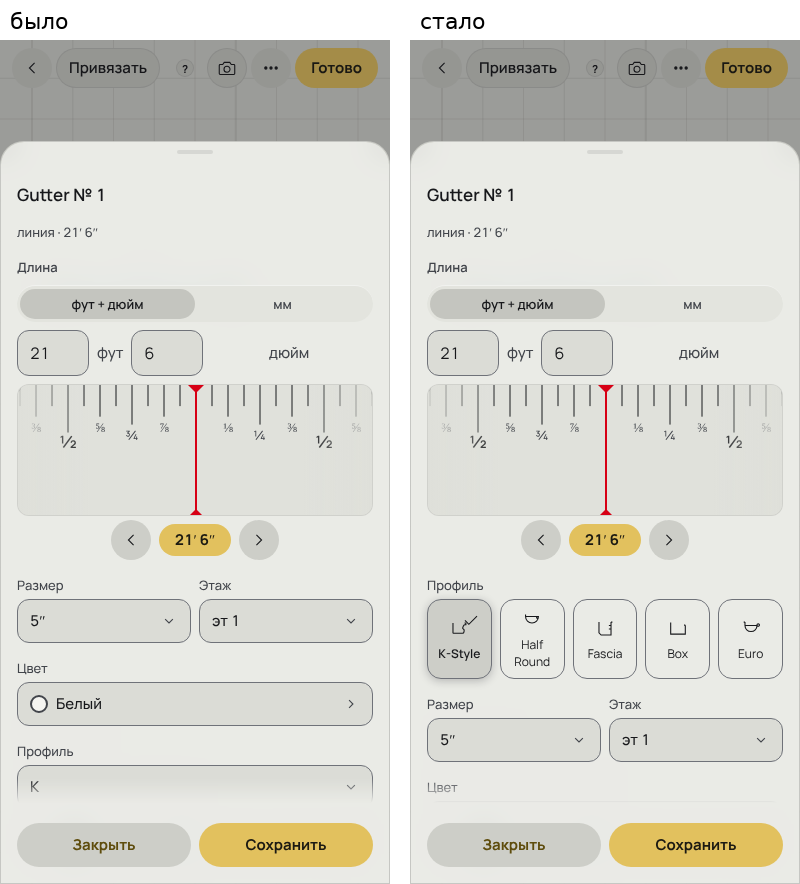 было
стало
Привязать
?
Готово
Gutter № 1
линия · 21′ 6″
Длина
фут + дюйм
мм
21
фут
6
дюйм
⅜
½
⅝
¾
⅞
⅛
¼
⅜
½
⅝
21′ 6″
Размер
Этаж
5″
эт 1
Цвет
Белый
Профиль
K
Закрыть
Сохранить
Привязать
?
Готово
Gutter № 1
линия · 21′ 6″
Длина
фут + дюйм
мм
21
фут
6
дюйм
⅜
½
⅝
¾
⅞
⅛
¼
⅜
½
⅝
21′ 6″
Профиль
K-Style
Half
Round
Fascia
Box
Euro
Размер
Этаж
5″
эт 1
Цвет
Закрыть
Сохранить